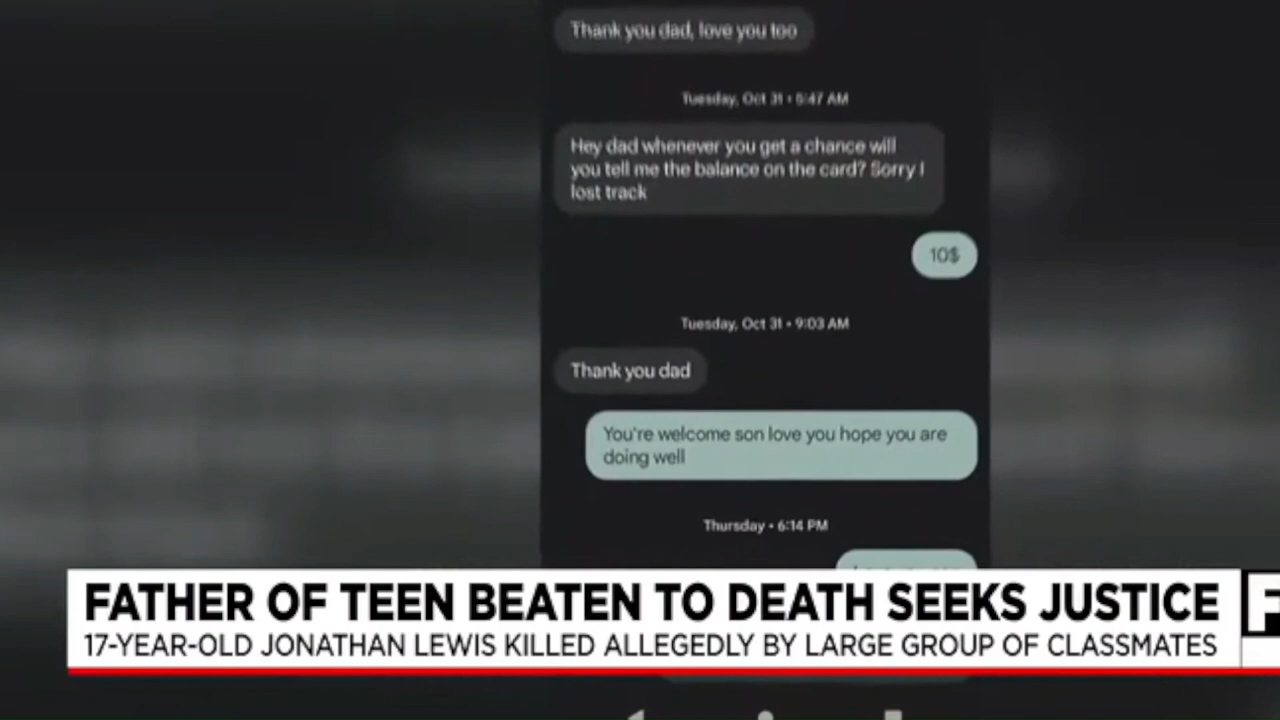 Thank you dad, love you too
Tuesday, Oct 31 • 5:47 AM
Hey dad whenever you get a chance will
you tell me the balance on the card? Sorry I
lost track
10$
Tuesday, Oct 31 • 9:03 AM
Thank you dad
You're welcome son love you hope you are
doing well
Thursday • 6:14 PM
FATHER OF TEEN BEATEN TO DEATH SEEKS JUSTICE
17-YEAR-OLD JONATHAN LEWIS KILLED ALLEGEDLY BY LARGE GROUP OF CLASSMATES